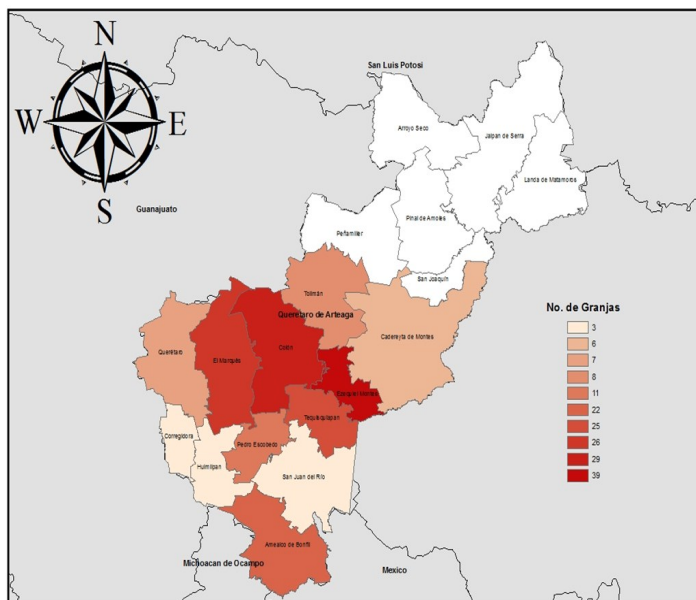 N
San Luis Potosi
W
E
Arroyo Seco
Jalpan de Serra
Landa de Matamoros
S
Guanajuato
Pinal de Amoles
Peñamiller
San Joaquín
Tolimán
No. de Granjas
Querétaro de Arteaga
3
Cadereyta de Montes
6
Querétaro
Colón
7
El Marqués
8
Ezequiel Montes
11
22
Tequisquiapan
25
Corregidora
Pedro Escobedo
26
Huimilpan
29
San Juan del Río
39
Amealco de Bonfil
Michoacan de Ocampo
Mexico